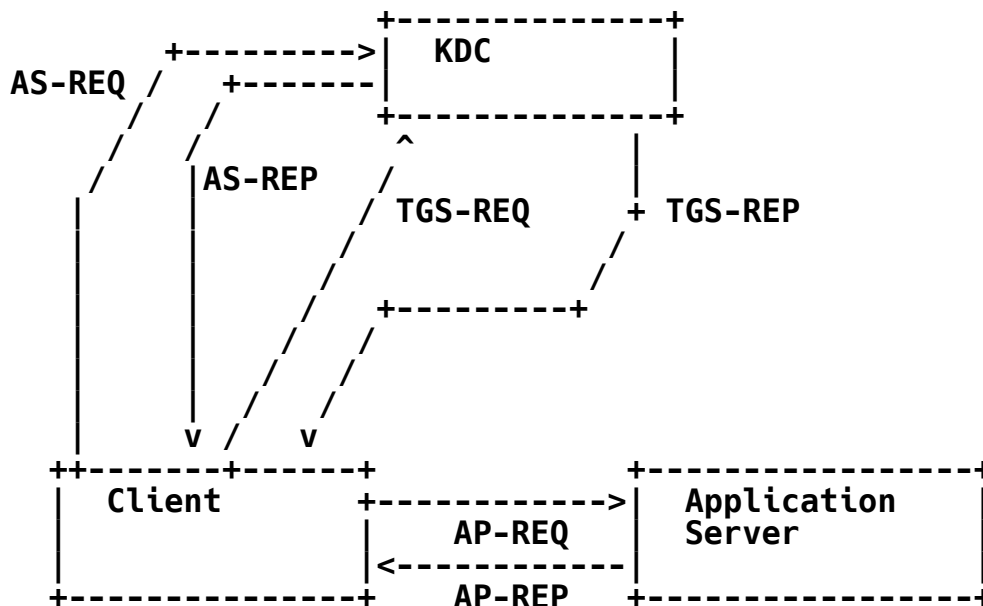 KDC
AS-REQ
AS-REP
TGS-REQ TGS-REP
Client Application
AP-REQ Server
AP-REP